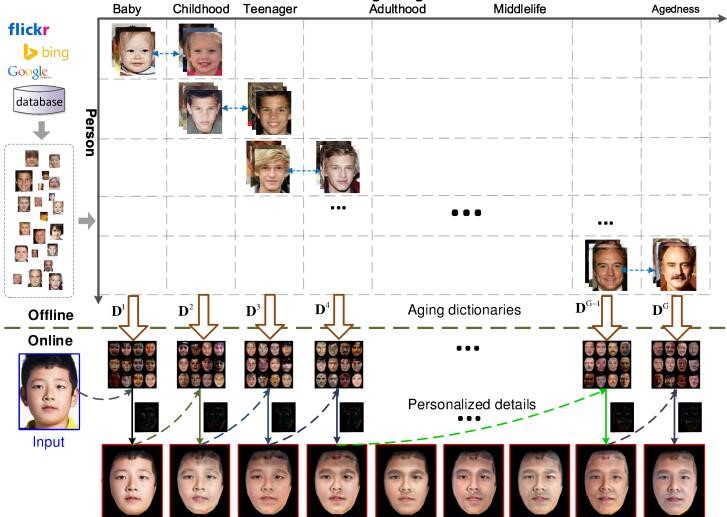 Baby Childhood Teenager Adulthood Middlelife Agedness
flickr
bing
Google
database
Person
...
...
...
Offline
D1 D2 D3 D4 Aging dictionaries DG-1 DG
Online
...
Personalized details
...
Input